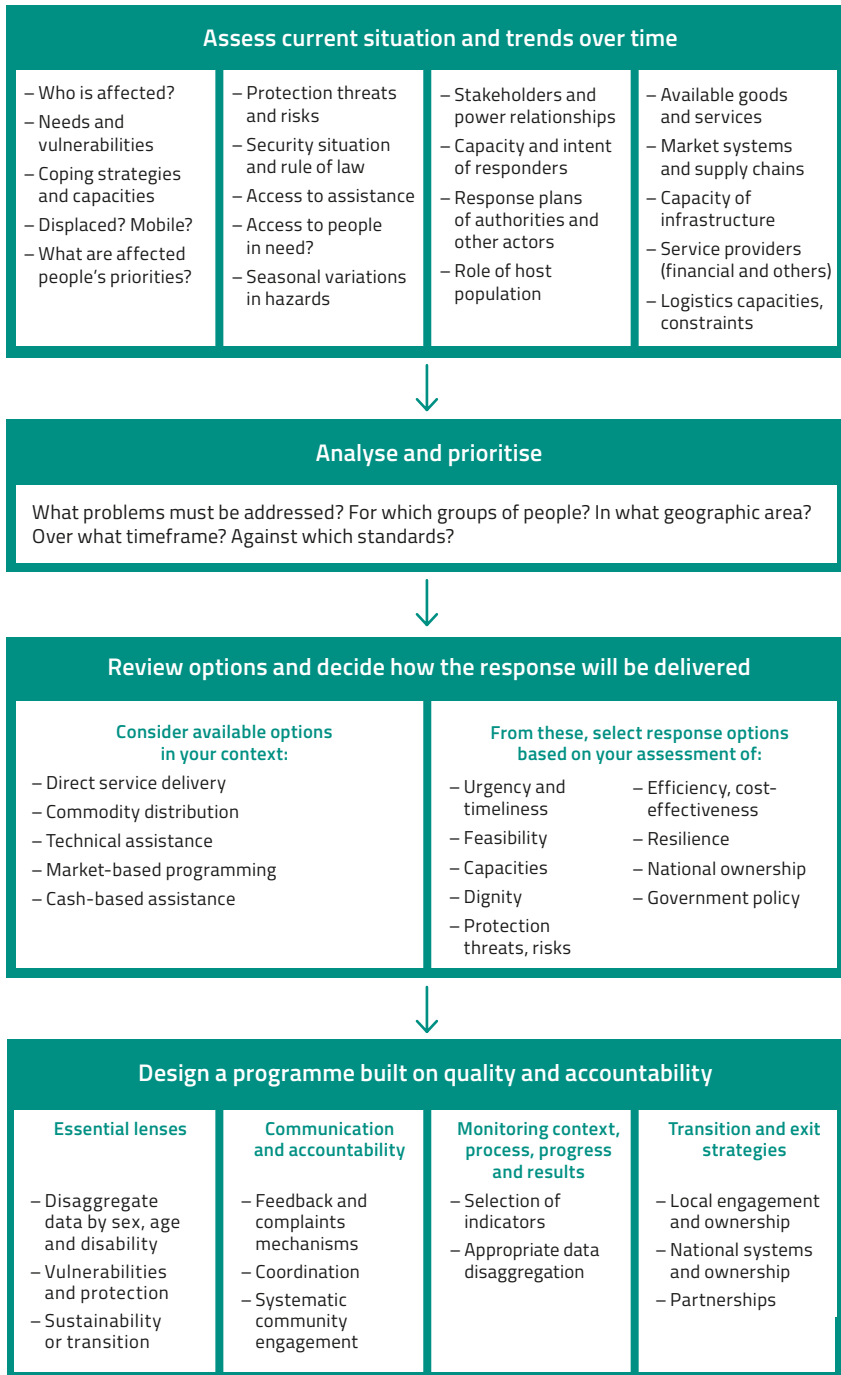 Assess current situation and trends over time
– Who is affected?
– Needs and
vulnerabilities
– Coping strategies
and capacities
– Displaced? Mobile?
– What are affected
people's priorities?
– Protection threats
and risks
– Security situation
and rule of law
– Access to assistance
– Access to people
in need?
– Seasonal variations
in hazards
– Stakeholders and
power relationships
– Capacity and intent
of responders
– Response plans
of authorities and
other actors
– Role of host
population
– Available goods
and services
– Market systems
and supply chains
– Capacity of
infrastructure
– Service providers
(financial and others)
– Logistics capacities,
constraints
Analyse and prioritise
What problems must be addressed? For which groups of people? In what geographic area?
Over what timeframe? Against which standards?
Review options and decide how the response will be delivered
Consider available options
in your context:
– Direct service delivery
– Commodity distribution
– Technical assistance
– Market-based programming
– Cash-based assistance
From these, select response options
based on your assessment of:
– Urgency and
timeliness
– Feasibility
– Capacities
– Dignity
– Protection
threats, risks
– Efficiency, cost-
effectiveness
– Resilience
– National ownership
– Government policy
Design a programme built on quality and accountability
Essential lenses
– Disaggregate
data by sex, age
and disability
– Vulnerabilities
and protection
– Sustainability
or transition
Communication
and accountability
– Feedback and
complaints
mechanisms
– Coordination
– Systematic
community
engagement
Monitoring context,
process, progress
and results
– Selection of
indicators
– Appropriate data
disaggregation
Transition and exit
strategies
– Local engagement
and ownership
– National systems
and ownership
– Partnerships